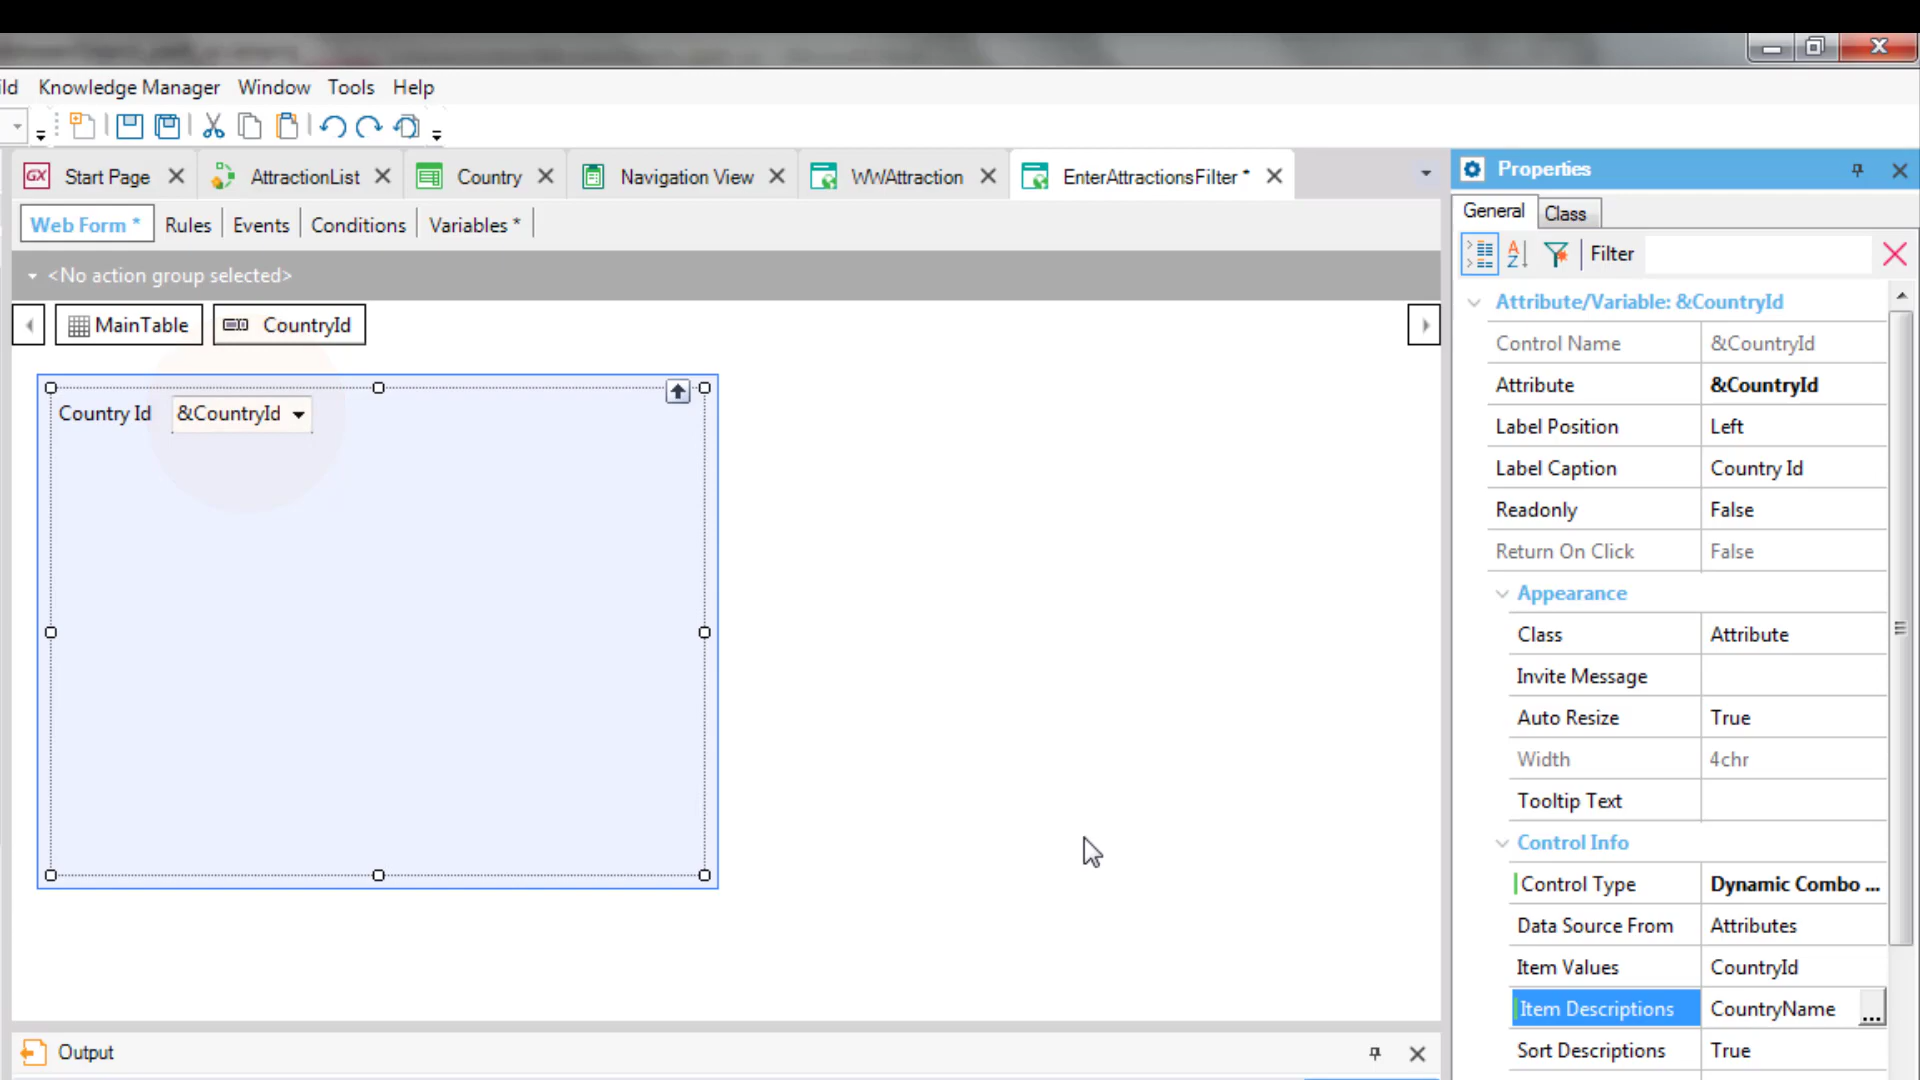 ld Knowledge Manager Window Tools Help
GX Start Page AttractionList Country Navigation View WWAttraction EnterAttractionsFilter *
Web Form * Rules Events Conditions Variables *
<No action group selected>
MainTable CountryId
Country Id &CountryId
Output
Properties
General Class
Filter
Attribute/Variable: &CountryId
Control Name &CountryId
Attribute &CountryId
Label Position Left
Label Caption Country Id
Readonly False
Return On Click False
Appearance
Class Attribute
Invite Message
Auto Resize True
Width 4chr
Tooltip Text
Control Info
Control Type Dynamic Combo ...
Data Source From Attributes
Item Values CountryId
Item Descriptions CountryName ...
Sort Descriptions True